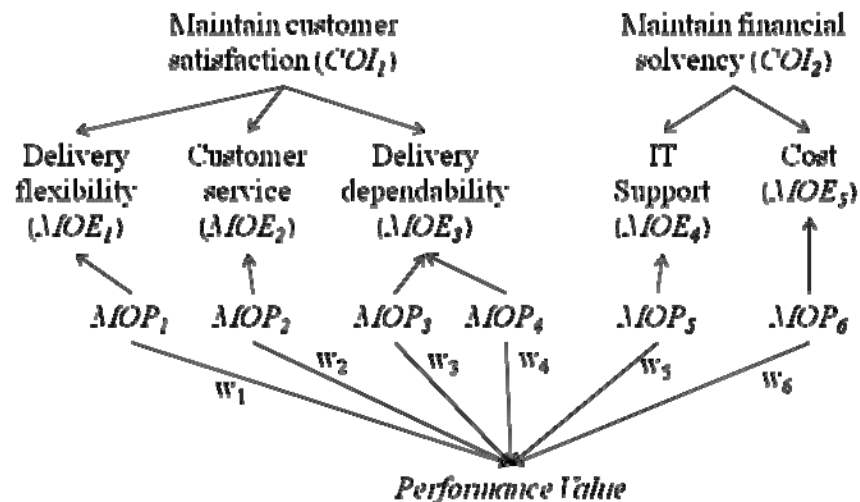 Maintain customer
satisfaction (COI₁)
Maintain financial
solvency (COI₂)
Delivery
flexibility
(MOE₁)
Customer
service
(MOE₂)
Delivery
dependability
(MOE₃)
IT
Support
(MOE₄)
Cost
(MOE₅)
MOP₁
MOP₂
MOP₃
MOP₄
MOP₅
MOP₆
w₁
w₂
w₃
w₄
w₅
w₆
Performance Value